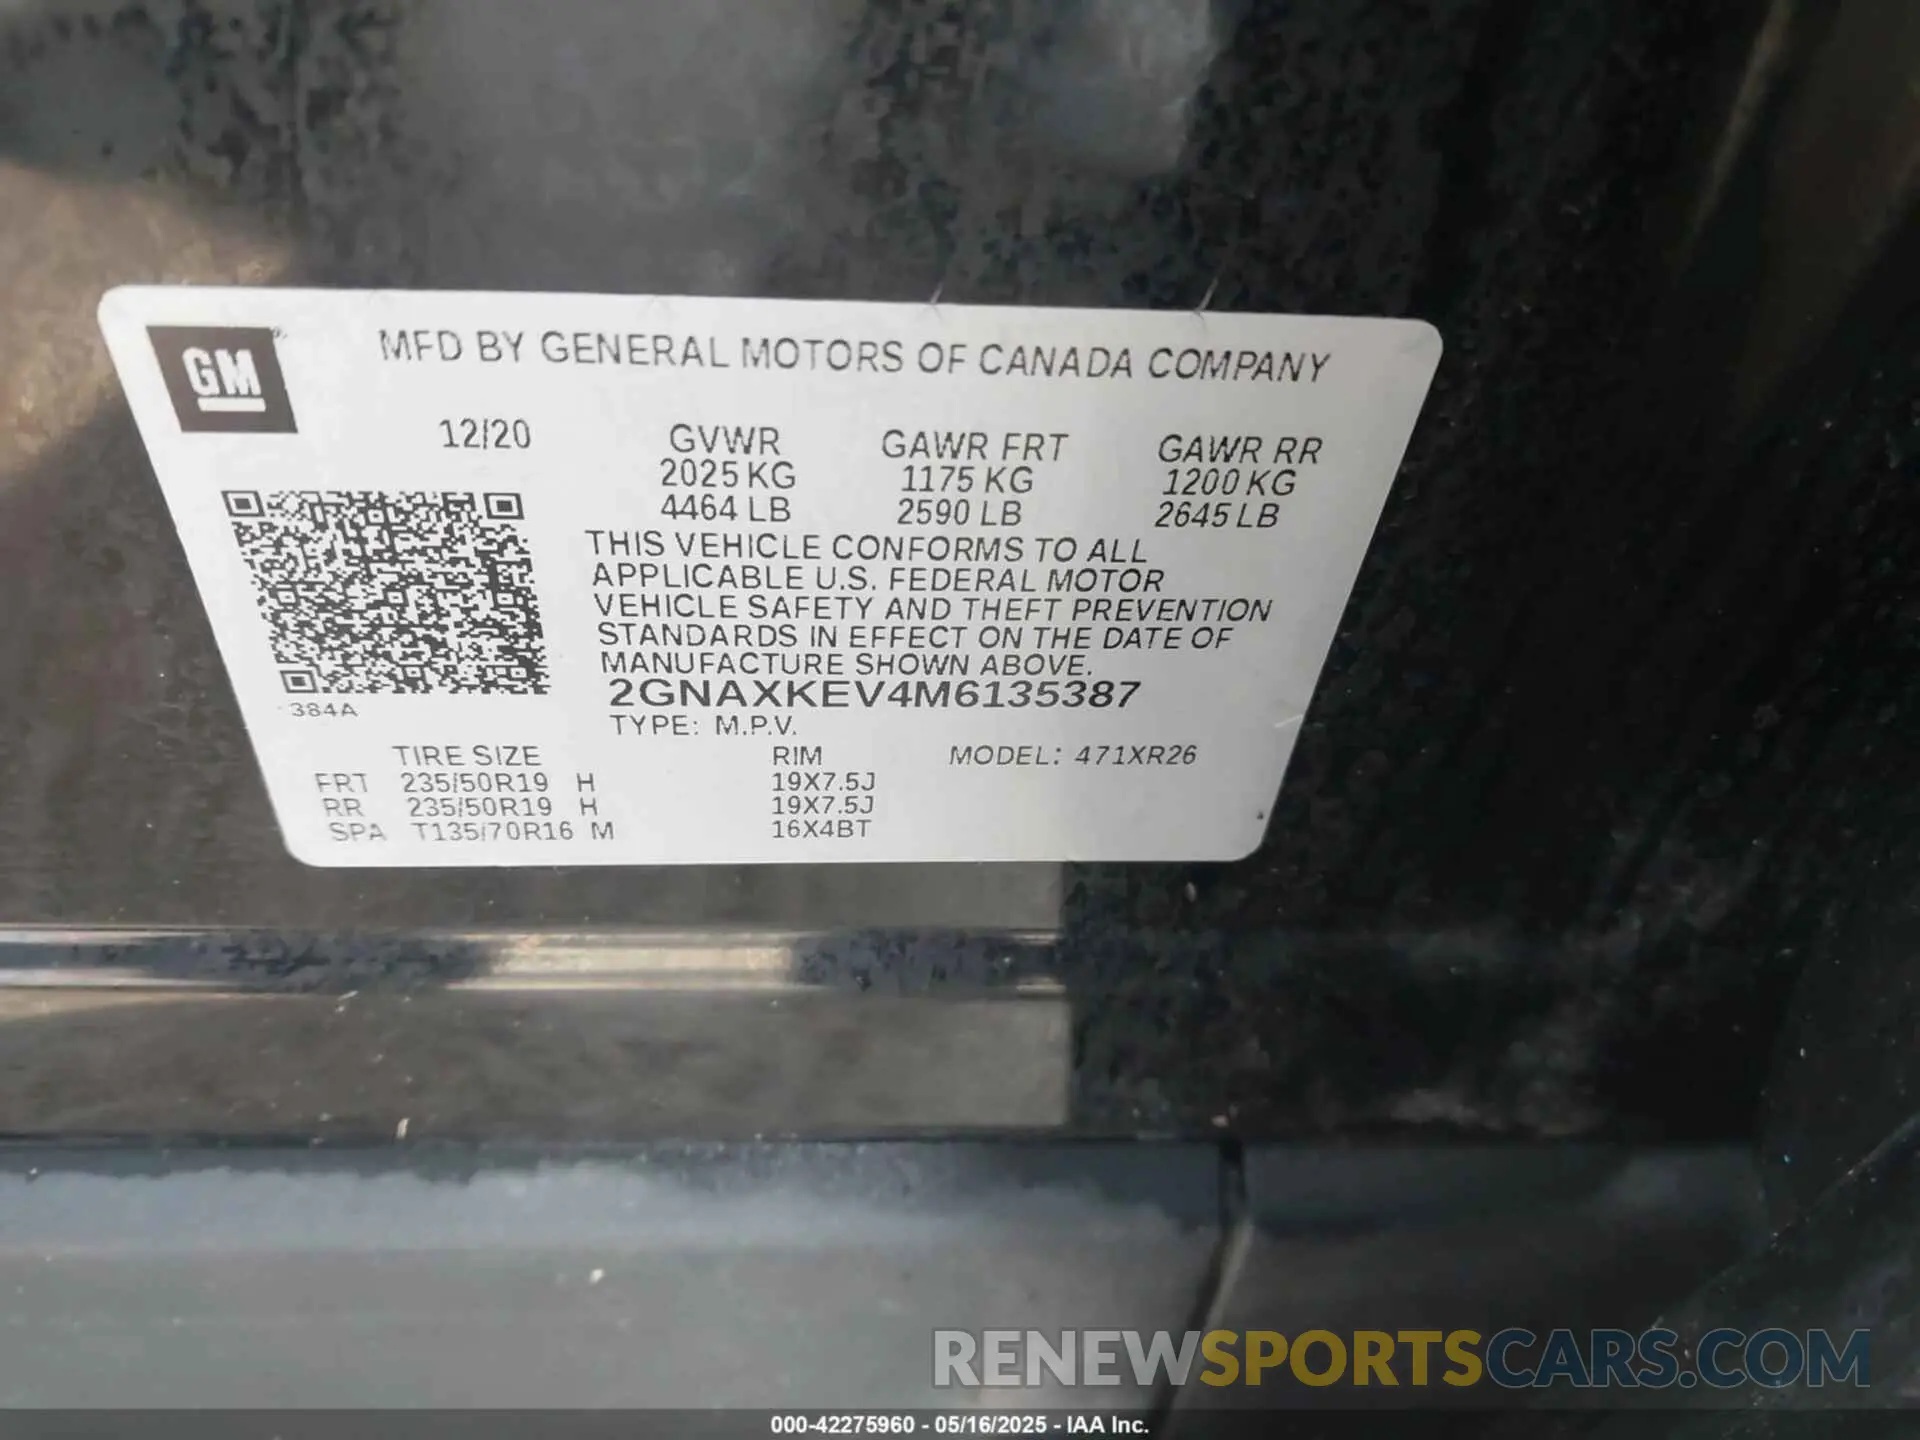 GM
MFD BY GENERAL MOTORS OF CANADA COMPANY
12/20 GVWR GAWR FRT GAWR RR
2025 KG 1175 KG 1200 KG
4464 LB 2590 LB 2645 LB
THIS VEHICLE CONFORMS TO ALL
APPLICABLE U.S. FEDERAL MOTOR
VEHICLE SAFETY AND THEFT PREVENTION
STANDARDS IN EFFECT ON THE DATE OF
MANUFACTURE SHOWN ABOVE.
2GNAXKEV4M6135387
384A
TYPE: M.P.V.
TIRE SIZE RIM MODEL: 471XR26
FRT 235/50R19 H 19X7.5J
RR 235/50R19 H 19X7.5J
SPA T135/70R16 M 16X4BT
RENEWSPORTSCARS.COM
000-42275960 - 05/16/2025 - IAA Inc.